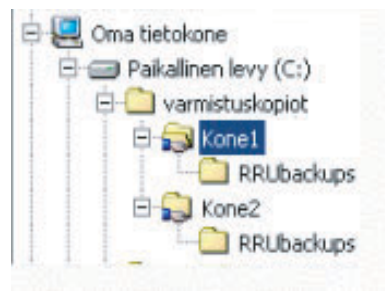 Oma tietokone
Paikallinen levy (C:)
varmistuskopiot
Kone1
RRUbackups
Kone2
RRUbackups